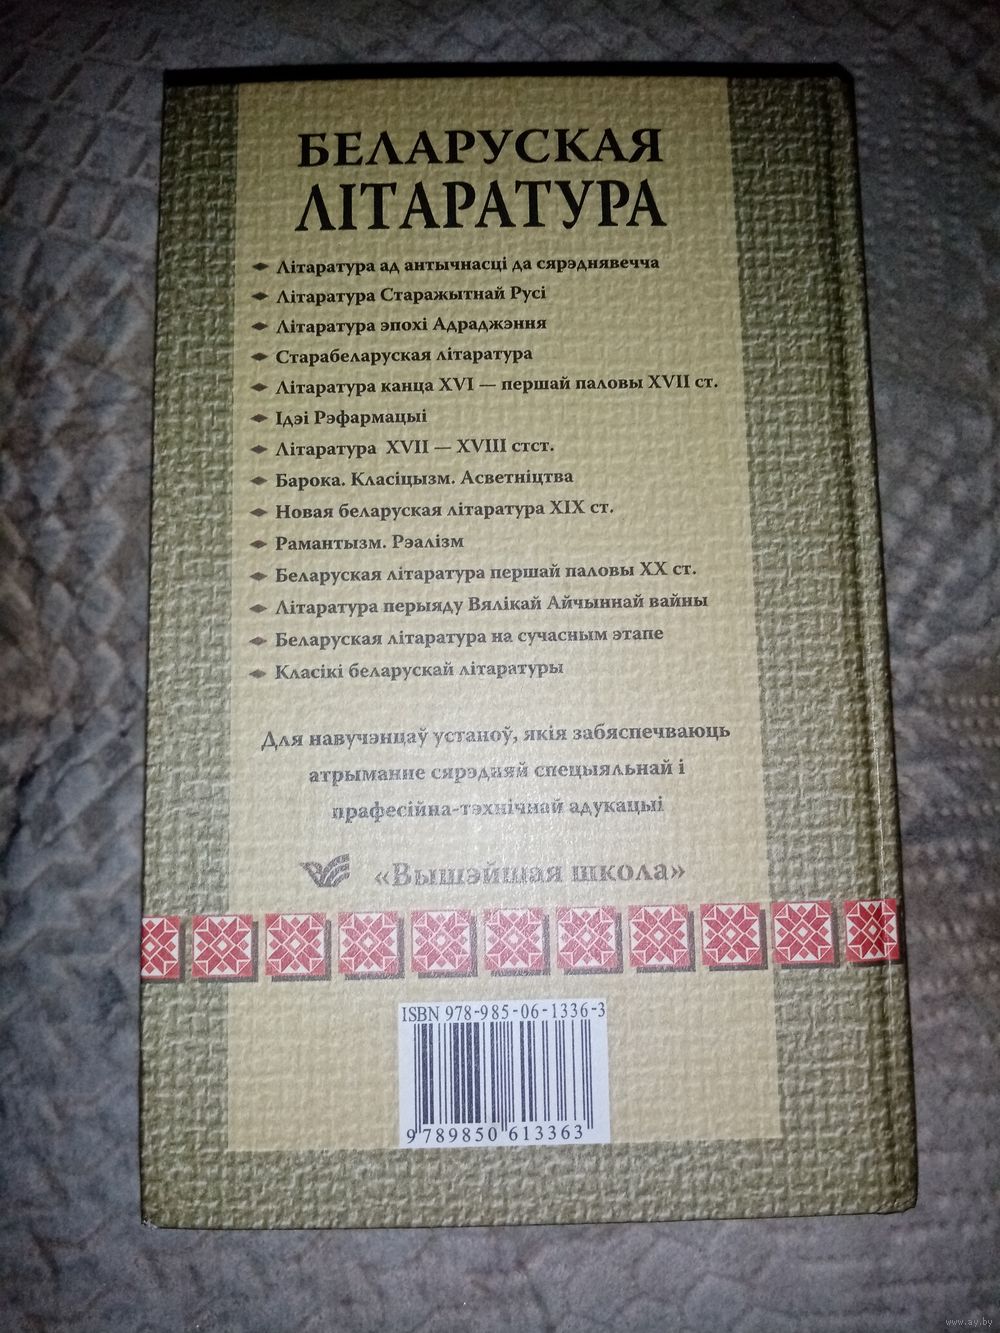 БЕЛАРУСКАЯ
ЛІТАРАТУРА
Літаратура ад антычнасці да сярэднявечча
Літаратура Старажытнай Русі
Літаратура эпохі Адраджэння
Старабеларуская літаратура
Літаратура канца XVI — першай паловы XVII ст.
Ідэі Рэфармацыі
Літаратура XVII — XVIII стст.
Барока. Класіцызм. Асветніцтва
Новая беларуская літаратура XIX ст.
Рамантызм. Рэалізм
Беларуская літаратура першай паловы XX ст.
Літаратура перыяду Вялікай Айчыннай вайны
Беларуская літаратура на сучасным этапе
Класікі беларускай літаратуры
Для навучэнцаў устаноў, якія забяспечваюць
атрыманне сярэдняй спецыяльнай і
прафесійна-тэхнічнай адукацыі
«Вышэйшая школа»
ISBN 978-985-06-1336-3
9 789850 613363
www.ay.by